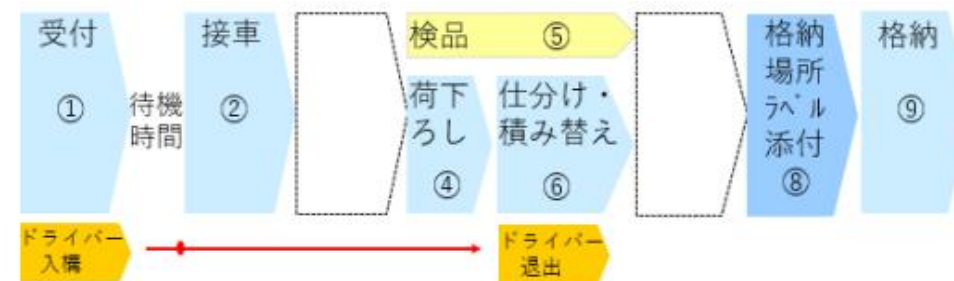 受付
①
待機
時間
接車
②
検品 ⑤
荷下
ろし
④
仕分け・
積み替え
⑥
格納
場所
ﾗﾍﾞﾙ
添付
⑧
格納
⑨
ドライバー
入構
ドライバー
退出